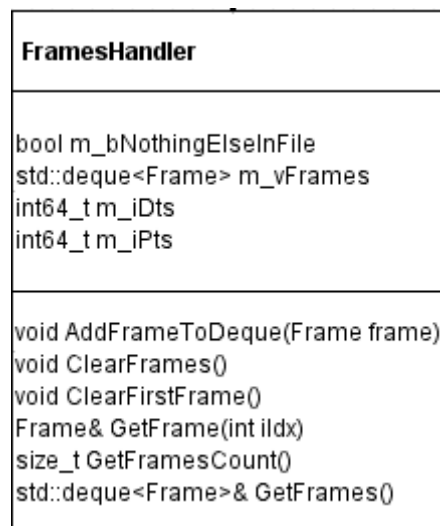 FramesHandler
bool m_bNothingElseInFile
std::deque<Frame> m_vFrames
int64_t m_iDts
int64_t m_iPts
void AddFrameToDeque(Frame frame)
void ClearFrames()
void ClearFirstFrame()
Frame& GetFrame(int iIdx)
size_t GetFramesCount()
std::deque<Frame>& GetFrames()